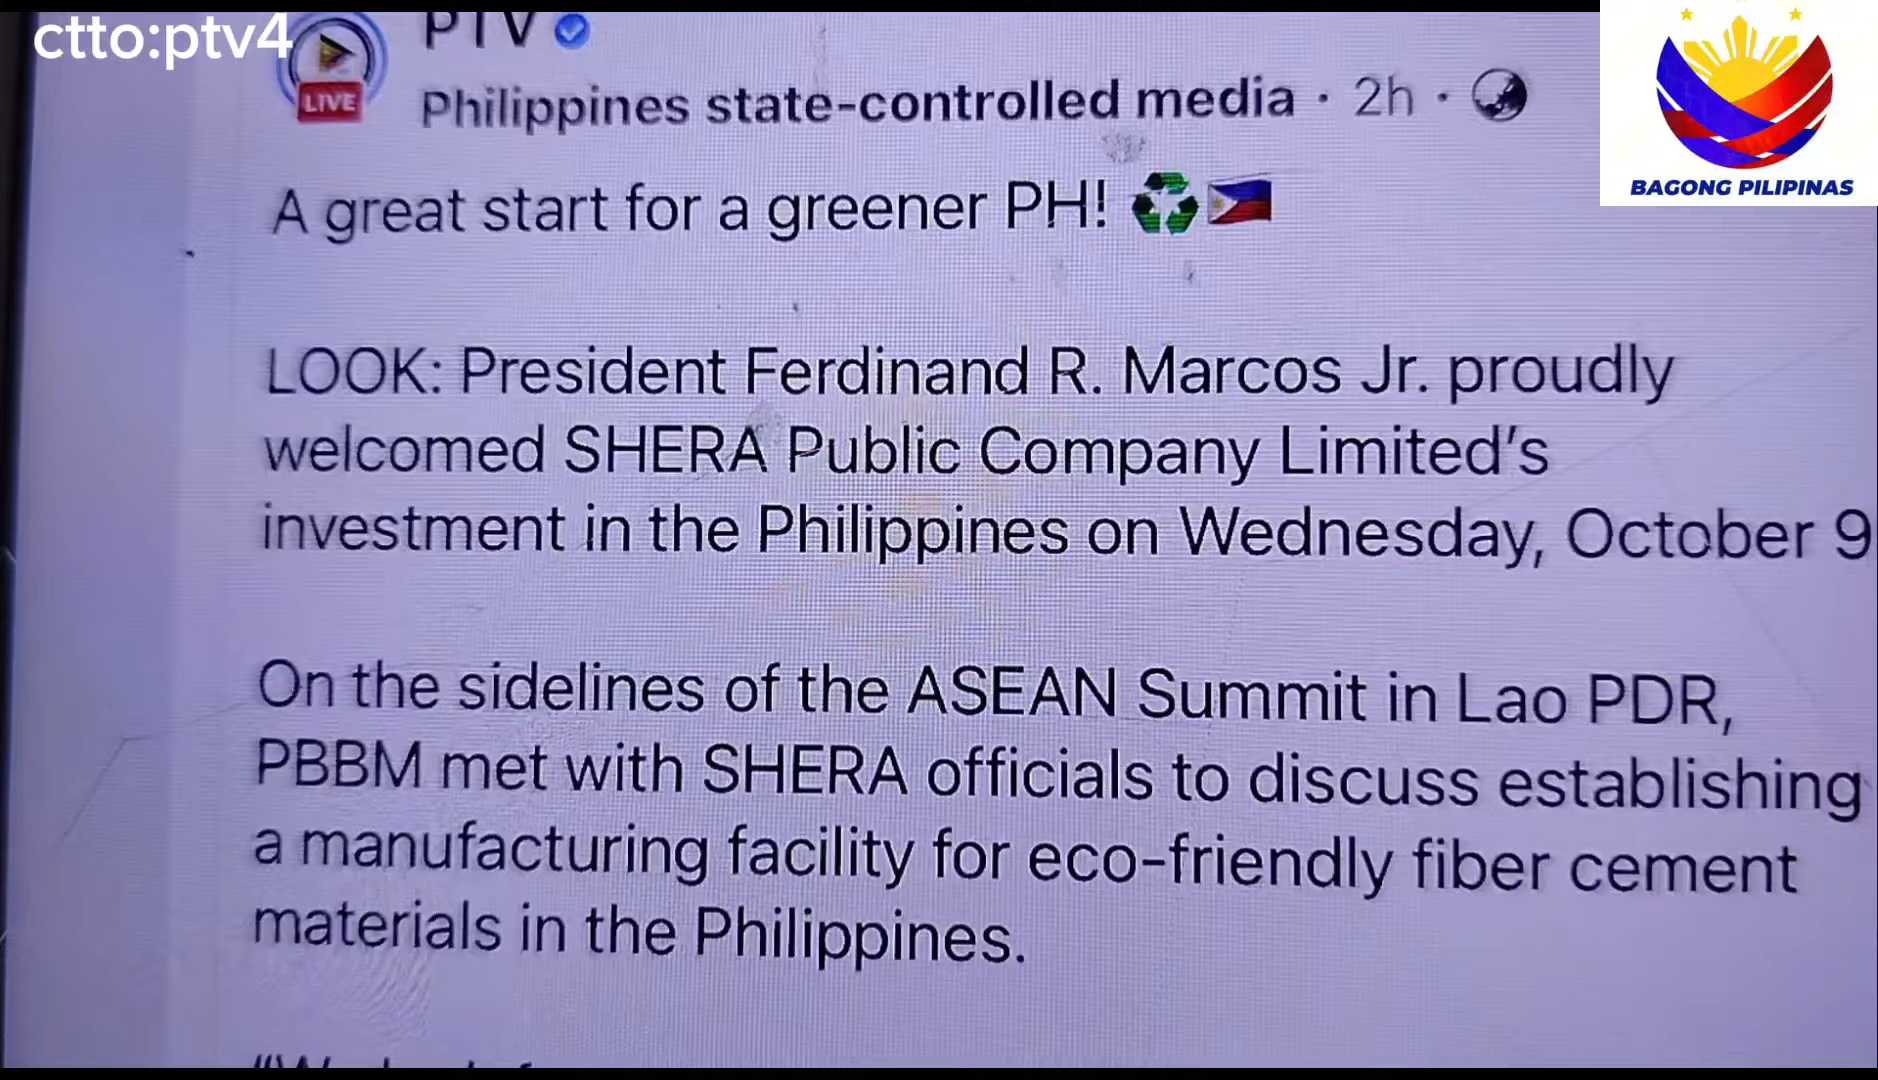 ctto:ptv4
PTV
LIVE
Philippines state-controlled media · 2h ·
A great start for a greener PH!
BAGONG PILIPINAS
LOOK: President Ferdinand R. Marcos Jr. proudly
welcomed SHERA Public Company Limited's
investment in the Philippines on Wednesday, October 9
On the sidelines of the ASEAN Summit in Lao PDR,
PBBM met with SHERA officials to discuss establishing
a manufacturing facility for eco-friendly fiber cement
materials in the Philippines.